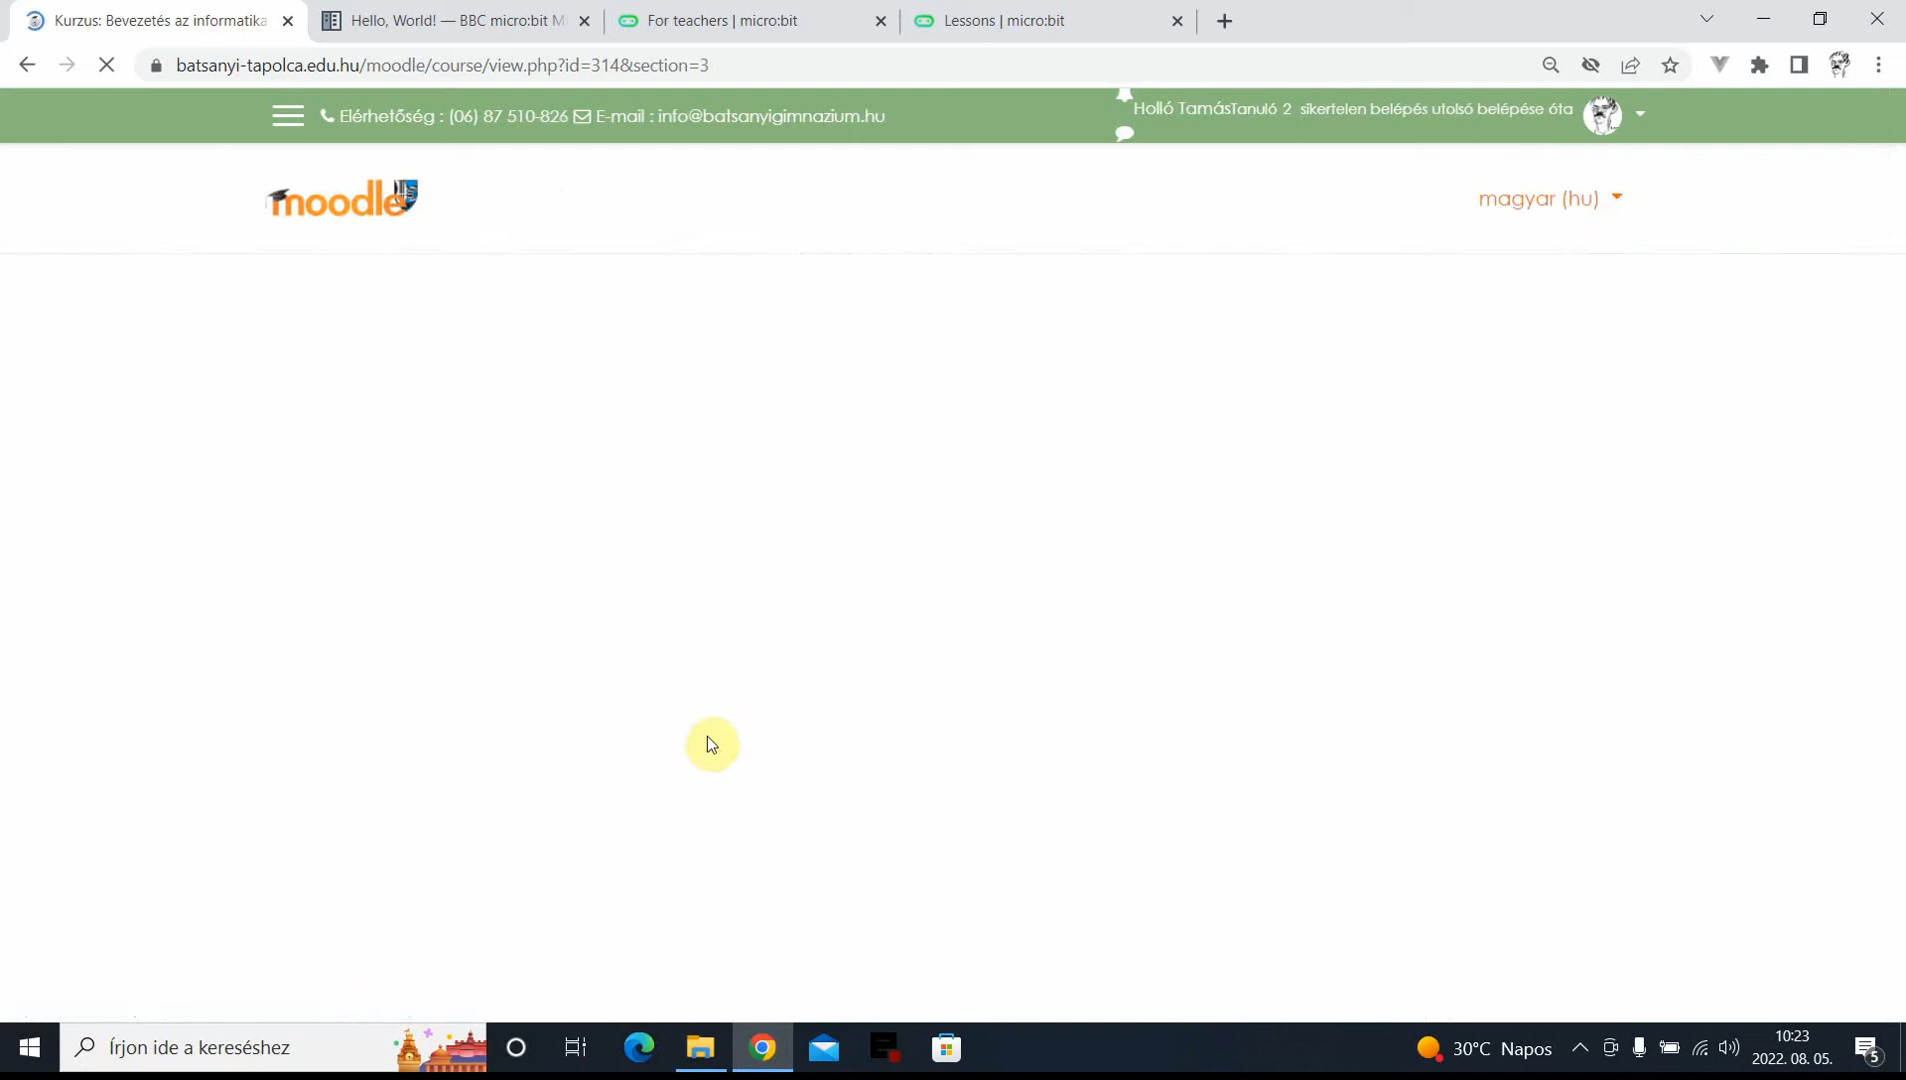 Kurzus: Bevezetés az informatika
Hello, World! — BBC micro:bit M
For teachers | micro:bit
Lessons | micro:bit
batsanyi-tapolca.edu.hu/moodle/course/view.php?id=314&section=3
Elérhetőség : (06) 87 510-826 E-mail : info@batsanyigimnazium.hu
Holló TamásTanuló 2 sikertelen belépés utolsó belépése óta
moodle
magyar (hu)
Írjon ide a kereséshez
30°C Napos
10:23
2022. 08. 05.
5